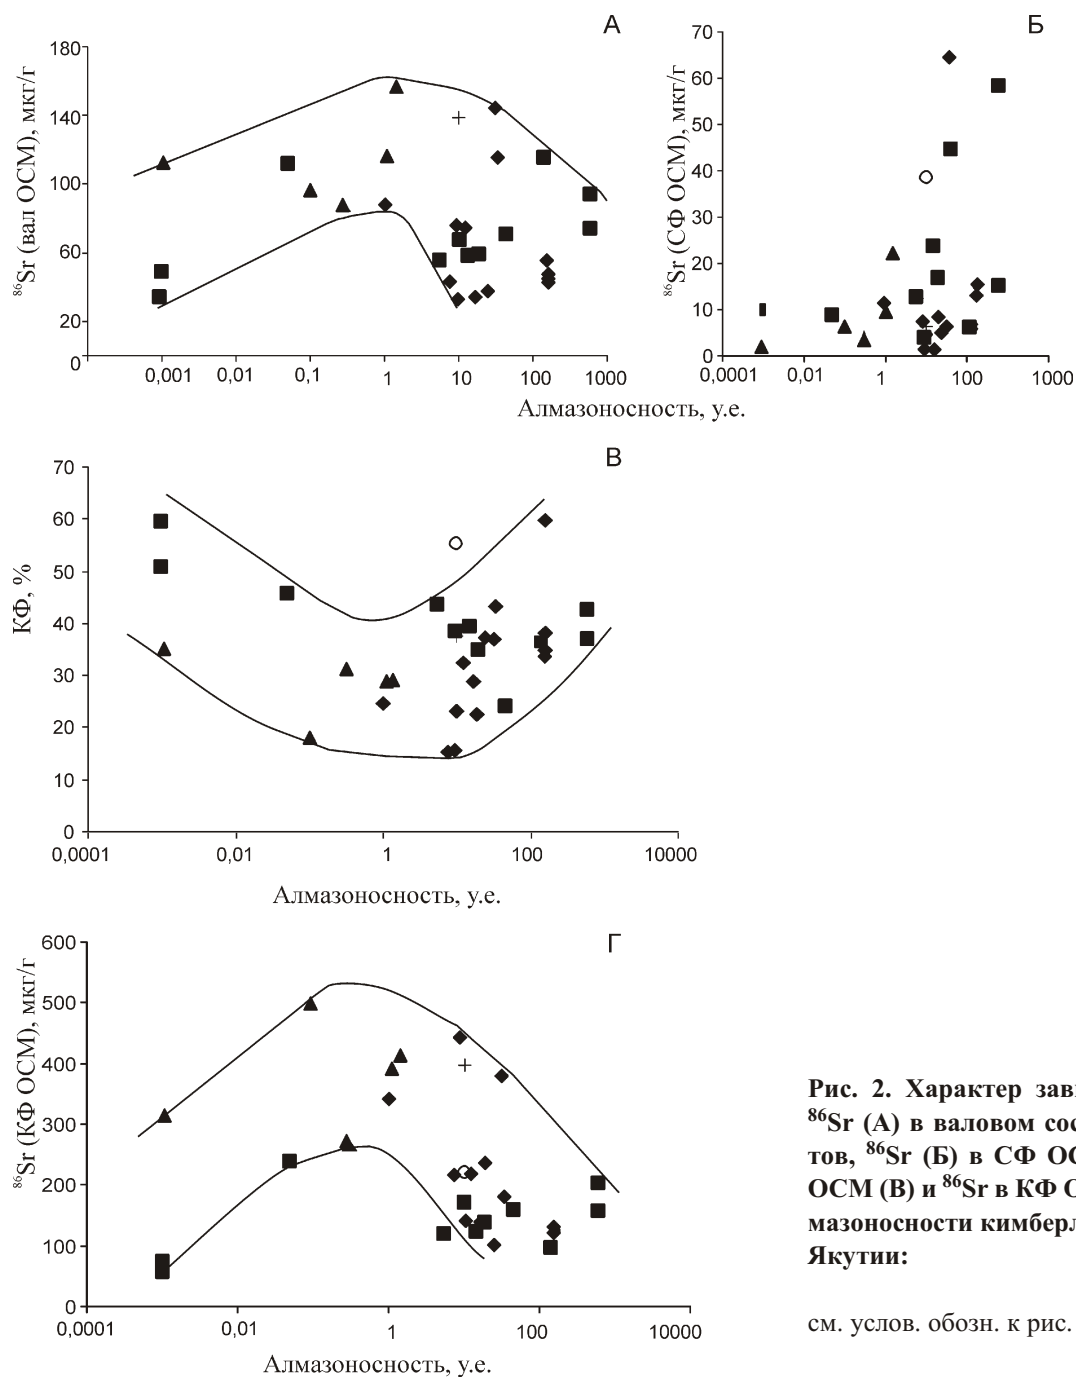 А
180
140
100
60
20
0
⁸⁶Sr (вал ОСМ), мкг/г
0,001 0,01 0,1 1 10 100 1000
Б
70
60
50
40
30
20
10
0
⁸⁶Sr (СФ ОСМ), мкг/г
0,0001 0,01 1 100 1000
Алмазоносность, у.е.
В
70
60
50
40
30
20
10
0
КФ, %
0,0001 0,01 1 100 10000
Алмазоносность, у.е.
Г
600
500
400
300
200
100
0
⁸⁶Sr (КФ ОСМ), мкг/г
0,0001 0,01 1 100 10000
Алмазоносность, у.е.
Рис. 2. Характер зав
⁸⁶Sr (А) в валовом сос
тов, ⁸⁶Sr (Б) в СФ ОС
ОСМ (В) и ⁸⁶Sr в КФ О
мазоносности кимберл
Якутии:
см. услов. обозн. к рис.